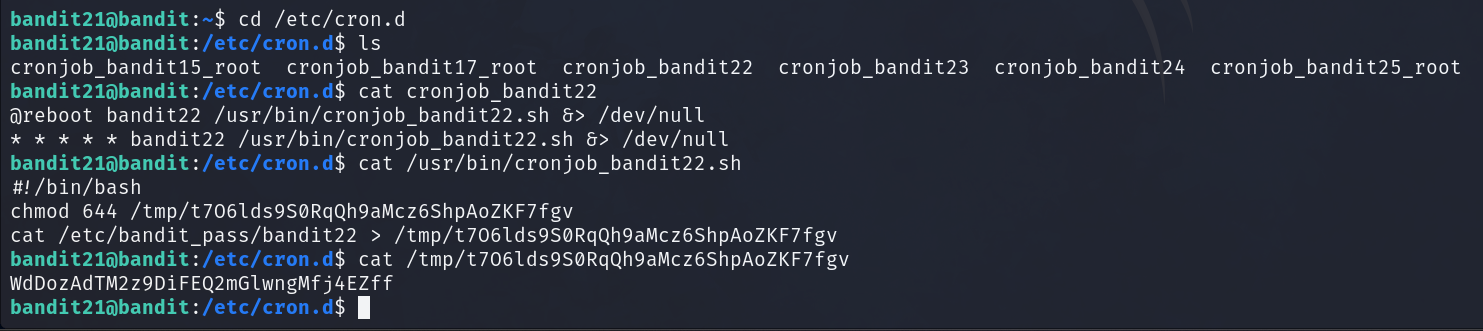 bandit21@bandit:~$ cd /etc/cron.d
bandit21@bandit:/etc/cron.d$ ls
cronjob_bandit15_root  cronjob_bandit17_root  cronjob_bandit22  cronjob_bandit23  cronjob_bandit24  cronjob_bandit25_root
bandit21@bandit:/etc/cron.d$ cat cronjob_bandit22
@reboot bandit22 /usr/bin/cronjob_bandit22.sh &> /dev/null
* * * * * bandit22 /usr/bin/cronjob_bandit22.sh &> /dev/null
bandit21@bandit:/etc/cron.d$ cat /usr/bin/cronjob_bandit22.sh
#!/bin/bash
chmod 644 /tmp/t7O6lds9S0RqQh9aMcz6ShpAoZKF7fgv
cat /etc/bandit_pass/bandit22 > /tmp/t7O6lds9S0RqQh9aMcz6ShpAoZKF7fgv
bandit21@bandit:/etc/cron.d$ cat /tmp/t7O6lds9S0RqQh9aMcz6ShpAoZKF7fgv
WdDozAdTM2z9DiFEQ2mGlwngMfj4EZff
bandit21@bandit:/etc/cron.d$